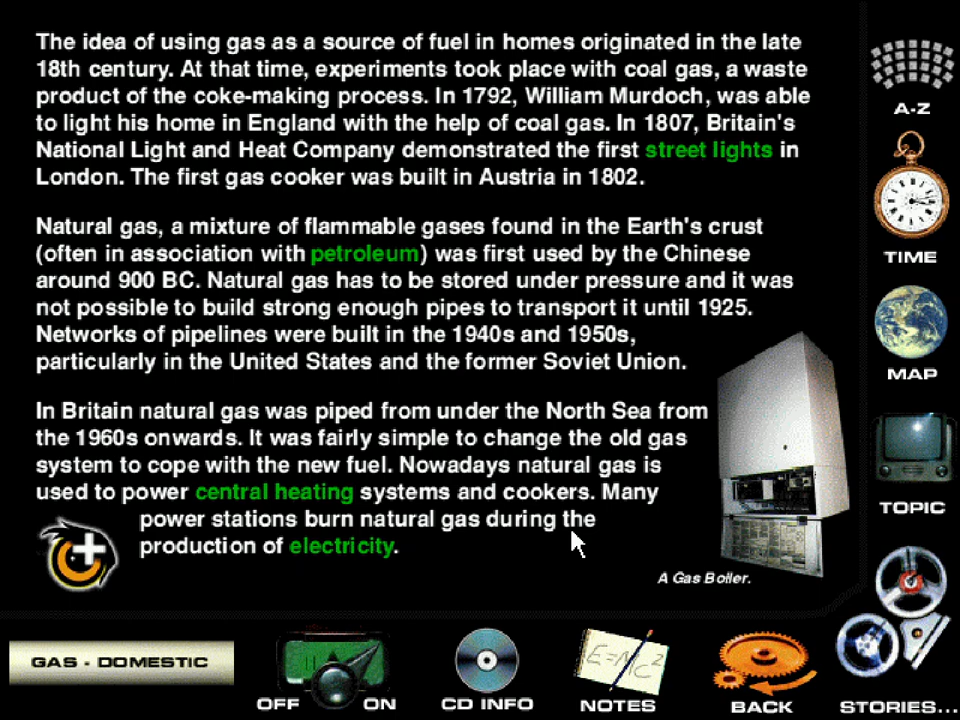 The idea of using gas as a source of fuel in homes originated in the late
18th century. At that time, experiments took place with coal gas, a waste
product of the coke-making process. In 1792, William Murdoch, was able
to light his home in England with the help of coal gas. In 1807, Britain's
National Light and Heat Company demonstrated the first street lights in
London. The first gas cooker was built in Austria in 1802.
Natural gas, a mixture of flammable gases found in the Earth's crust
(often in association with petroleum) was first used by the Chinese
around 900 BC. Natural gas has to be stored under pressure and it was
not possible to build strong enough pipes to transport it until 1925.
Networks of pipelines were built in the 1940s and 1950s,
particularly in the United States and the former Soviet Union.
In Britain natural gas was piped from under the North Sea from
the 1960s onwards. It was fairly simple to change the old gas
system to cope with the new fuel. Nowadays natural gas is
used to power central heating systems and cookers. Many
power stations burn natural gas during the
production of electricity.
A Gas Boiler.
A-Z
TIME
MAP
TOPIC
STORIES...
GAS - DOMESTIC
OFF ON
CD INFO
E=MC²
NOTES
BACK